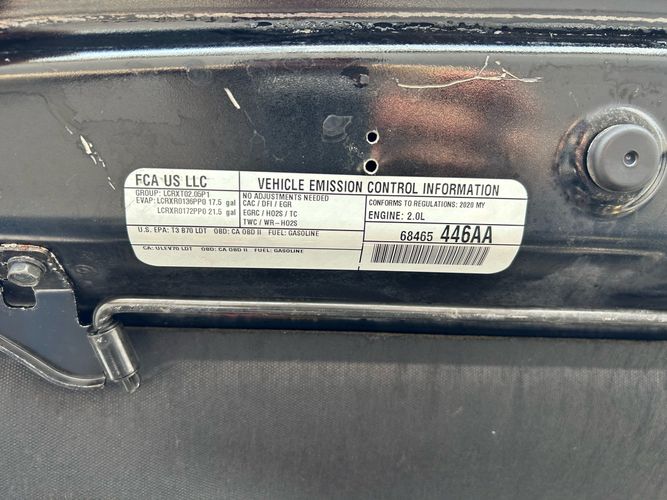 FCA US LLC
GROUP: LCRXT02.05P1
EVAP: LCRXR0136PP0 17.5 gal
LCRXR0172PP0 21.5 gal
VEHICLE EMISSION CONTROL INFORMATION
NO ADJUSTMENTS NEEDED
CAC / DFI / EGR
EGRC / HO2S / TC
TWC / WR-HO2S
CONFORMS TO REGULATIONS: 2020 MY
ENGINE: 2.0L
U.S. EPA: T3 B70 LDT OBD: CA OBD II FUEL: GASOLINE
CA: ULEV70 LDT OBD: CA OBD II FUEL: GASOLINE
68465 446AA